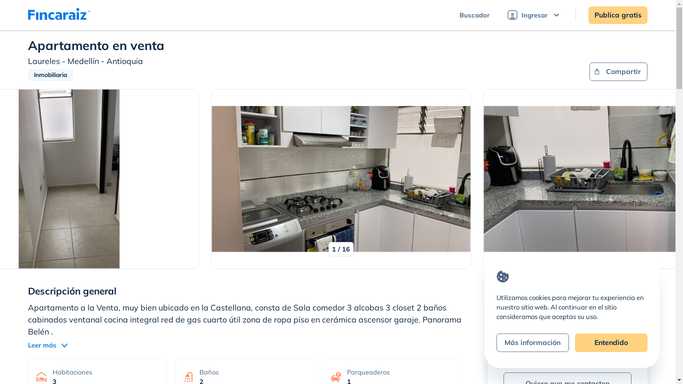 Fincaraiz
Buscador
Ingresar
Publica gratis
Apartamento en venta
Laureles - Medellín - Antioquia
Inmobiliaria
Compartir
1 / 16
Descripción general
Apartamento a la Venta, muy bien ubicado en la Castellana, consta de Sala comedor 3 alcobas 3 closet 2 baños
cabinados ventanal cocina integral red de gas cuarto útil zona de ropa piso en cerámica ascensor garaje. Panorama
Belén .
Leer más
Habitaciones
3
Baños
2
Parqueaderos
1
Utilizamos cookies para mejorar tu experiencia en
nuestro sitio web. Al continuar en el sitio
consideramos que aceptas su uso.
Más información
Entendido
Quiero que me contacten